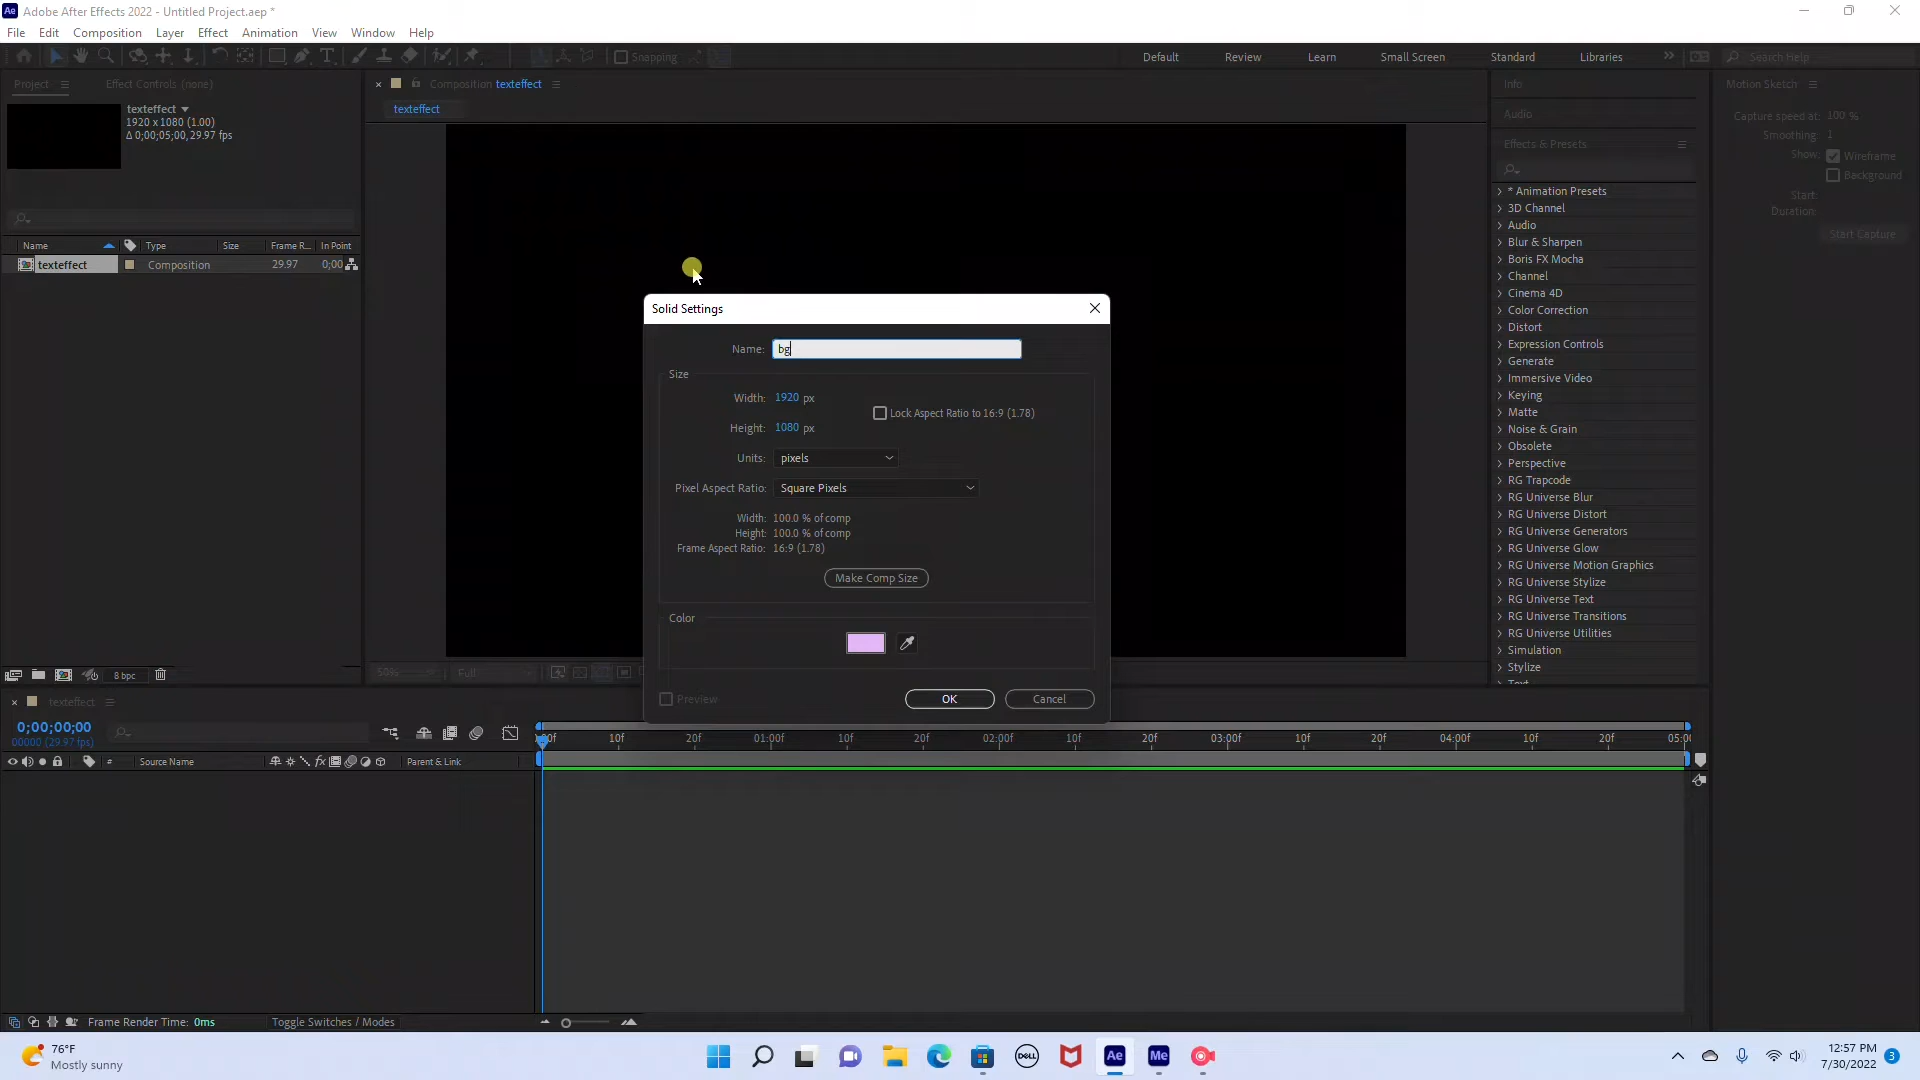 Ae Adobe After Effects 2022 - Untitled Project.aep *
File Edit Composition Layer Effect Animation View Window Help
Snapping Default Review Learn Small Screen Standard Libraries Search Help
Project Effect Controls (none)
Composition texteffect
texteffect
texteffect
1920 x 1080 (1.00)
Δ 0;00;05;00, 29.97 fps
Name Type Size Frame R... In Point
texteffect Composition 29.97 0;00
8 bpc
Info
Audio
Effects & Presets
* Animation Presets
3D Channel
Audio
Blur & Sharpen
Boris FX Mocha
Channel
Cinema 4D
Color Correction
Distort
Expression Controls
Generate
Immersive Video
Keying
Matte
Noise & Grain
Obsolete
Perspective
RG Trapcode
RG Universe Blur
RG Universe Distort
RG Universe Generators
RG Universe Glow
RG Universe Motion Graphics
RG Universe Stylize
RG Universe Text
RG Universe Transitions
RG Universe Utilities
Simulation
Stylize
Text
Motion Sketch
Capture speed at: 100 %
Smoothing: 1
Show: Wireframe
Background
Start:
Duration:
Start Capture
Solid Settings
Name: bg
Size
Width: 1920 px
Lock Aspect Ratio to 16:9 (1.78)
Height: 1080 px
Units: pixels
Pixel Aspect Ratio: Square Pixels
Width: 100.0 % of comp
Height: 100.0 % of comp
Frame Aspect Ratio: 16:9 (1.78)
Make Comp Size
Color
Preview OK Cancel
50% Full
texteffect
0;00;00;00
00000 (29.97 fps)
10f 20f 01:00f 10f 20f 02:00f 10f 20f 03:00f 10f 20f 04:00f 10f 20f
# Source Name fx Parent & Link
Frame Render Time: 0ms Toggle Switches / Modes
76°F
Mostly sunny
DELL Ae Me
12:57 PM
7/30/2022
3